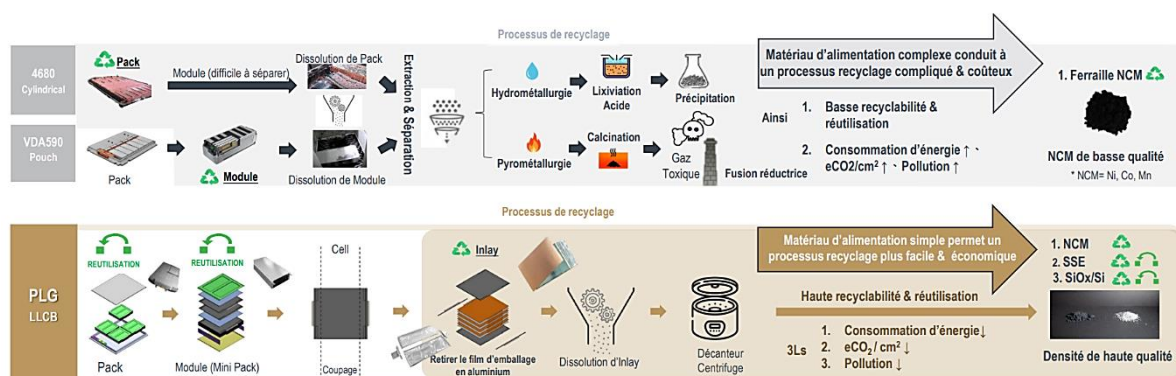 Processus de recyclage
4680
Cylindrical
Pack
Module (difficile à séparer)
Dissolution de Pack
VDA590
Pouch
Pack
Module
Dissolution de Module
Extraction & Séparation
Hydrométallurgie
Lixiviation
Acide
Précipitation
Pyrométallurgie
Calcination
Gaz
Toxique
Fusion réductrice
Matériau d'alimentation complexe conduit à
un processus recyclage compliqué & coûteux
Ainsi
1. Basse recyclabilité &
réutilisation
2. Consommation d'énergie ↑、
eCO2/cm² ↑、Pollution ↑
1. Ferraille NCM
NCM de basse qualité
* NCM= Ni, Co, Mn
Processus de recyclage
PLG
LLCB
REUTILISATION
Pack
REUTILISATION
Module (Mini Pack)
Cell
Coupage
Inlay
Retirer le film d'emballage
en aluminium
Dissolution d'Inlay
Décanteur
Centrifuge
Matériau d'alimentation simple permet un
processus recyclage plus facile & économique
Haute recyclabilité & réutilisation
3Ls
1. Consommation d'énergie↓
2. eCO₂ / cm² ↓
3. Pollution ↓
1. NCM
2. SSE
3. SiOx/Si
Densité de haute qualité